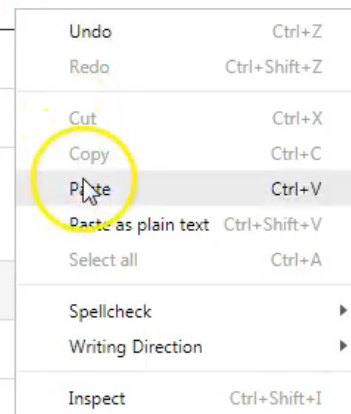 Undo Ctrl+Z
Redo Ctrl+Shift+Z
Cut Ctrl+X
Copy Ctrl+C
Paste Ctrl+V
Paste as plain text Ctrl+Shift+V
Select all Ctrl+A
Spellcheck
Writing Direction
Inspect Ctrl+Shift+I